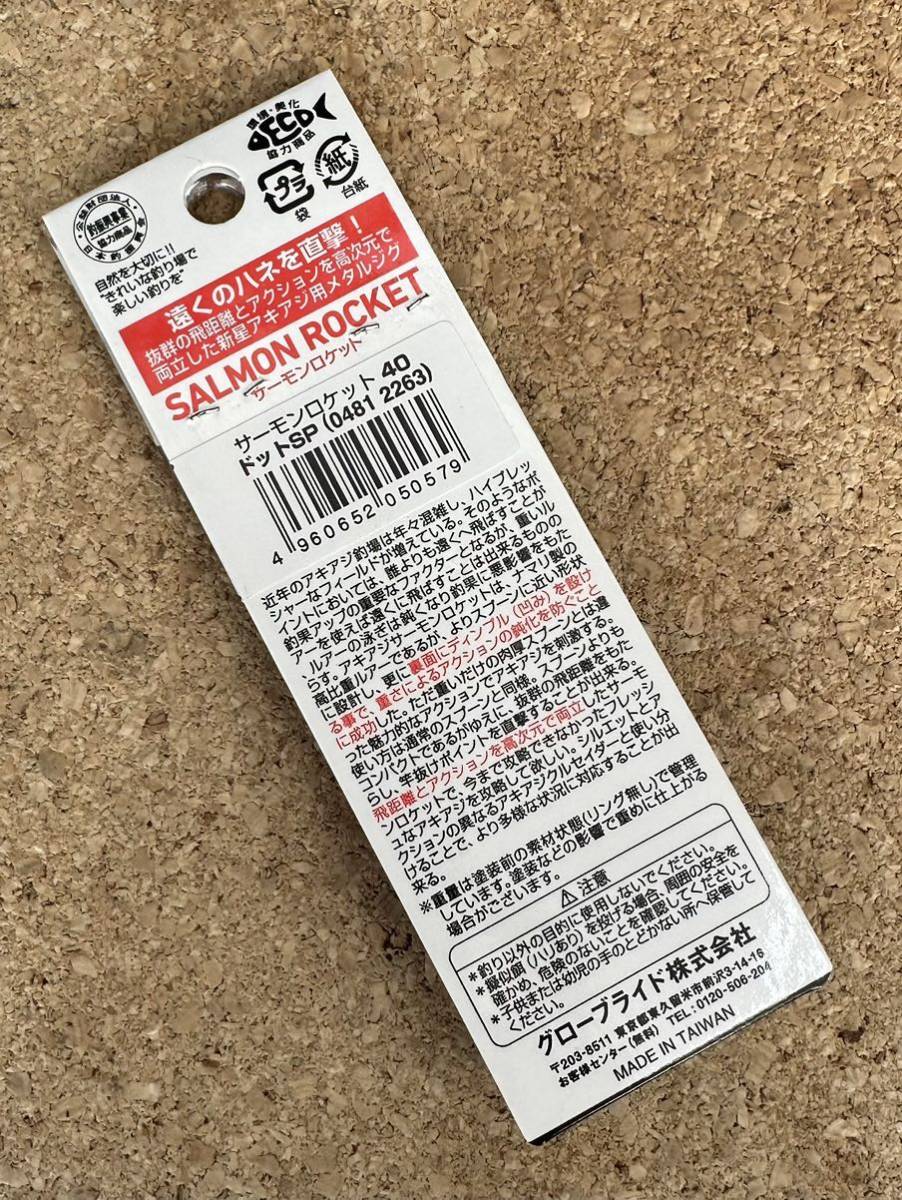 環境・美化
DECO
協力商品
プラ
袋
紙
台紙
公益財団法人
釣振興事業
協力商品
自然を大切に!!
"きれいな釣り場で
楽しい釣りを"
遠くのハネを直撃！
抜群の飛距離とアクションを高次元で
両立した新星アキアジ用メタルジグ
SALMON ROCKET
サーモンロケット
サーモンロケット 40
ドットSP (0481 2263)
4 960652 050579
近年のアキアジ釣場は年々混雑し、ハイプレッ
シャーなフィールドが増えている。そのようなポ
イントにおいては、誰よりも遠くへ飛ばすことが
釣果アップの重要なファクターとなるが、重いル
アーを使えば遠くに飛ばすことは出来るものの
、ルアーの泳ぎは鈍くなり釣果に悪影響をもた
らす。アキアジサーモンロケットは、ナマリ製の
高比重ルアーであるが、よりスプーンに近い形状
に設計し、更に裏面にディンプル（凹み）を設け
る事で、重さによるアクションの鈍化を防ぐこと
に成功した。ただ重いだけの肉厚スプーンとは違
った魅力的なアクションでアキアジを刺激する。
使い方は通常のスプーンと同様。スプーンよりも
コンパクトであるがゆえに、抜群の飛距離をもた
らし、竿抜けポイントを直撃することが出来る。
飛距離とアクションを高次元で両立したサーモ
ンロケットで、今まで攻略できなかったフレッシ
ュなアキアジを攻略して欲しい。シルエットとア
クションの異なるアキアジクルセイダーと使い分
けることで、より多様な状況に対応することが出
来る。
※重量は塗装前の素材状態(リング無し)で管理
しています。塗装などの影響で重めに仕上がる
場合がございます。
⚠注意
*釣り以外の目的に使用しないでください。
*擬似餌（ハリあり）を投げる場合、周囲の安全を
確かめ、危険のないことを確認してください。
*子供または幼児の手のとどかない所へ保管して
ください。
グローブライド株式会社
〒203-8511 東京都東久留米市前沢3-14-16
お客様センター(無料) TEL:0120-506-204
MADE IN TAIWAN